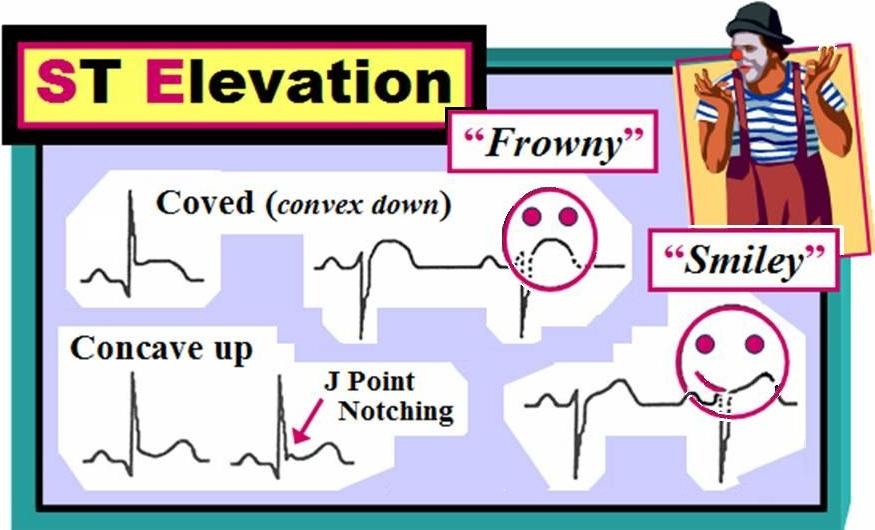 ST Elevation
“Frowny”
Coved (convex down)
“Smiley”
Concave up
J Point
Notching